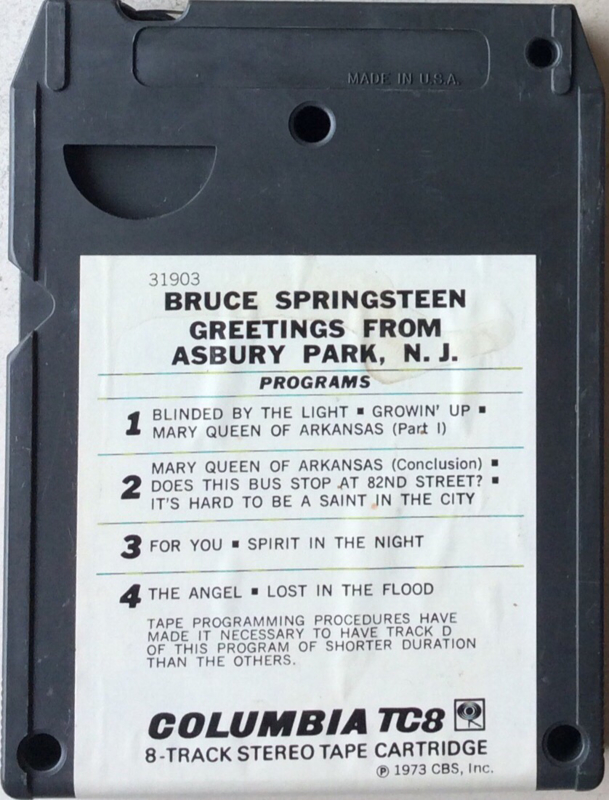 MADE IN U.S.A.
31903
BRUCE SPRINGSTEEN
GREETINGS FROM
ASBURY PARK, N. J.
PROGRAMS
1 BLINDED BY THE LIGHT ▪ GROWIN' UP ▪
MARY QUEEN OF ARKANSAS (Part I)
2 MARY QUEEN OF ARKANSAS (Conclusion) ▪
DOES THIS BUS STOP AT 82ND STREET? ▪
IT'S HARD TO BE A SAINT IN THE CITY
3 FOR YOU ▪ SPIRIT IN THE NIGHT
4 THE ANGEL ▪ LOST IN THE FLOOD
TAPE PROGRAMMING PROCEDURES HAVE
MADE IT NECESSARY TO HAVE TRACK D
OF THIS PROGRAM OF SHORTER DURATION
THAN THE OTHERS.
COLUMBIA TC8
8-TRACK STEREO TAPE CARTRIDGE
℗ 1973 CBS, Inc.